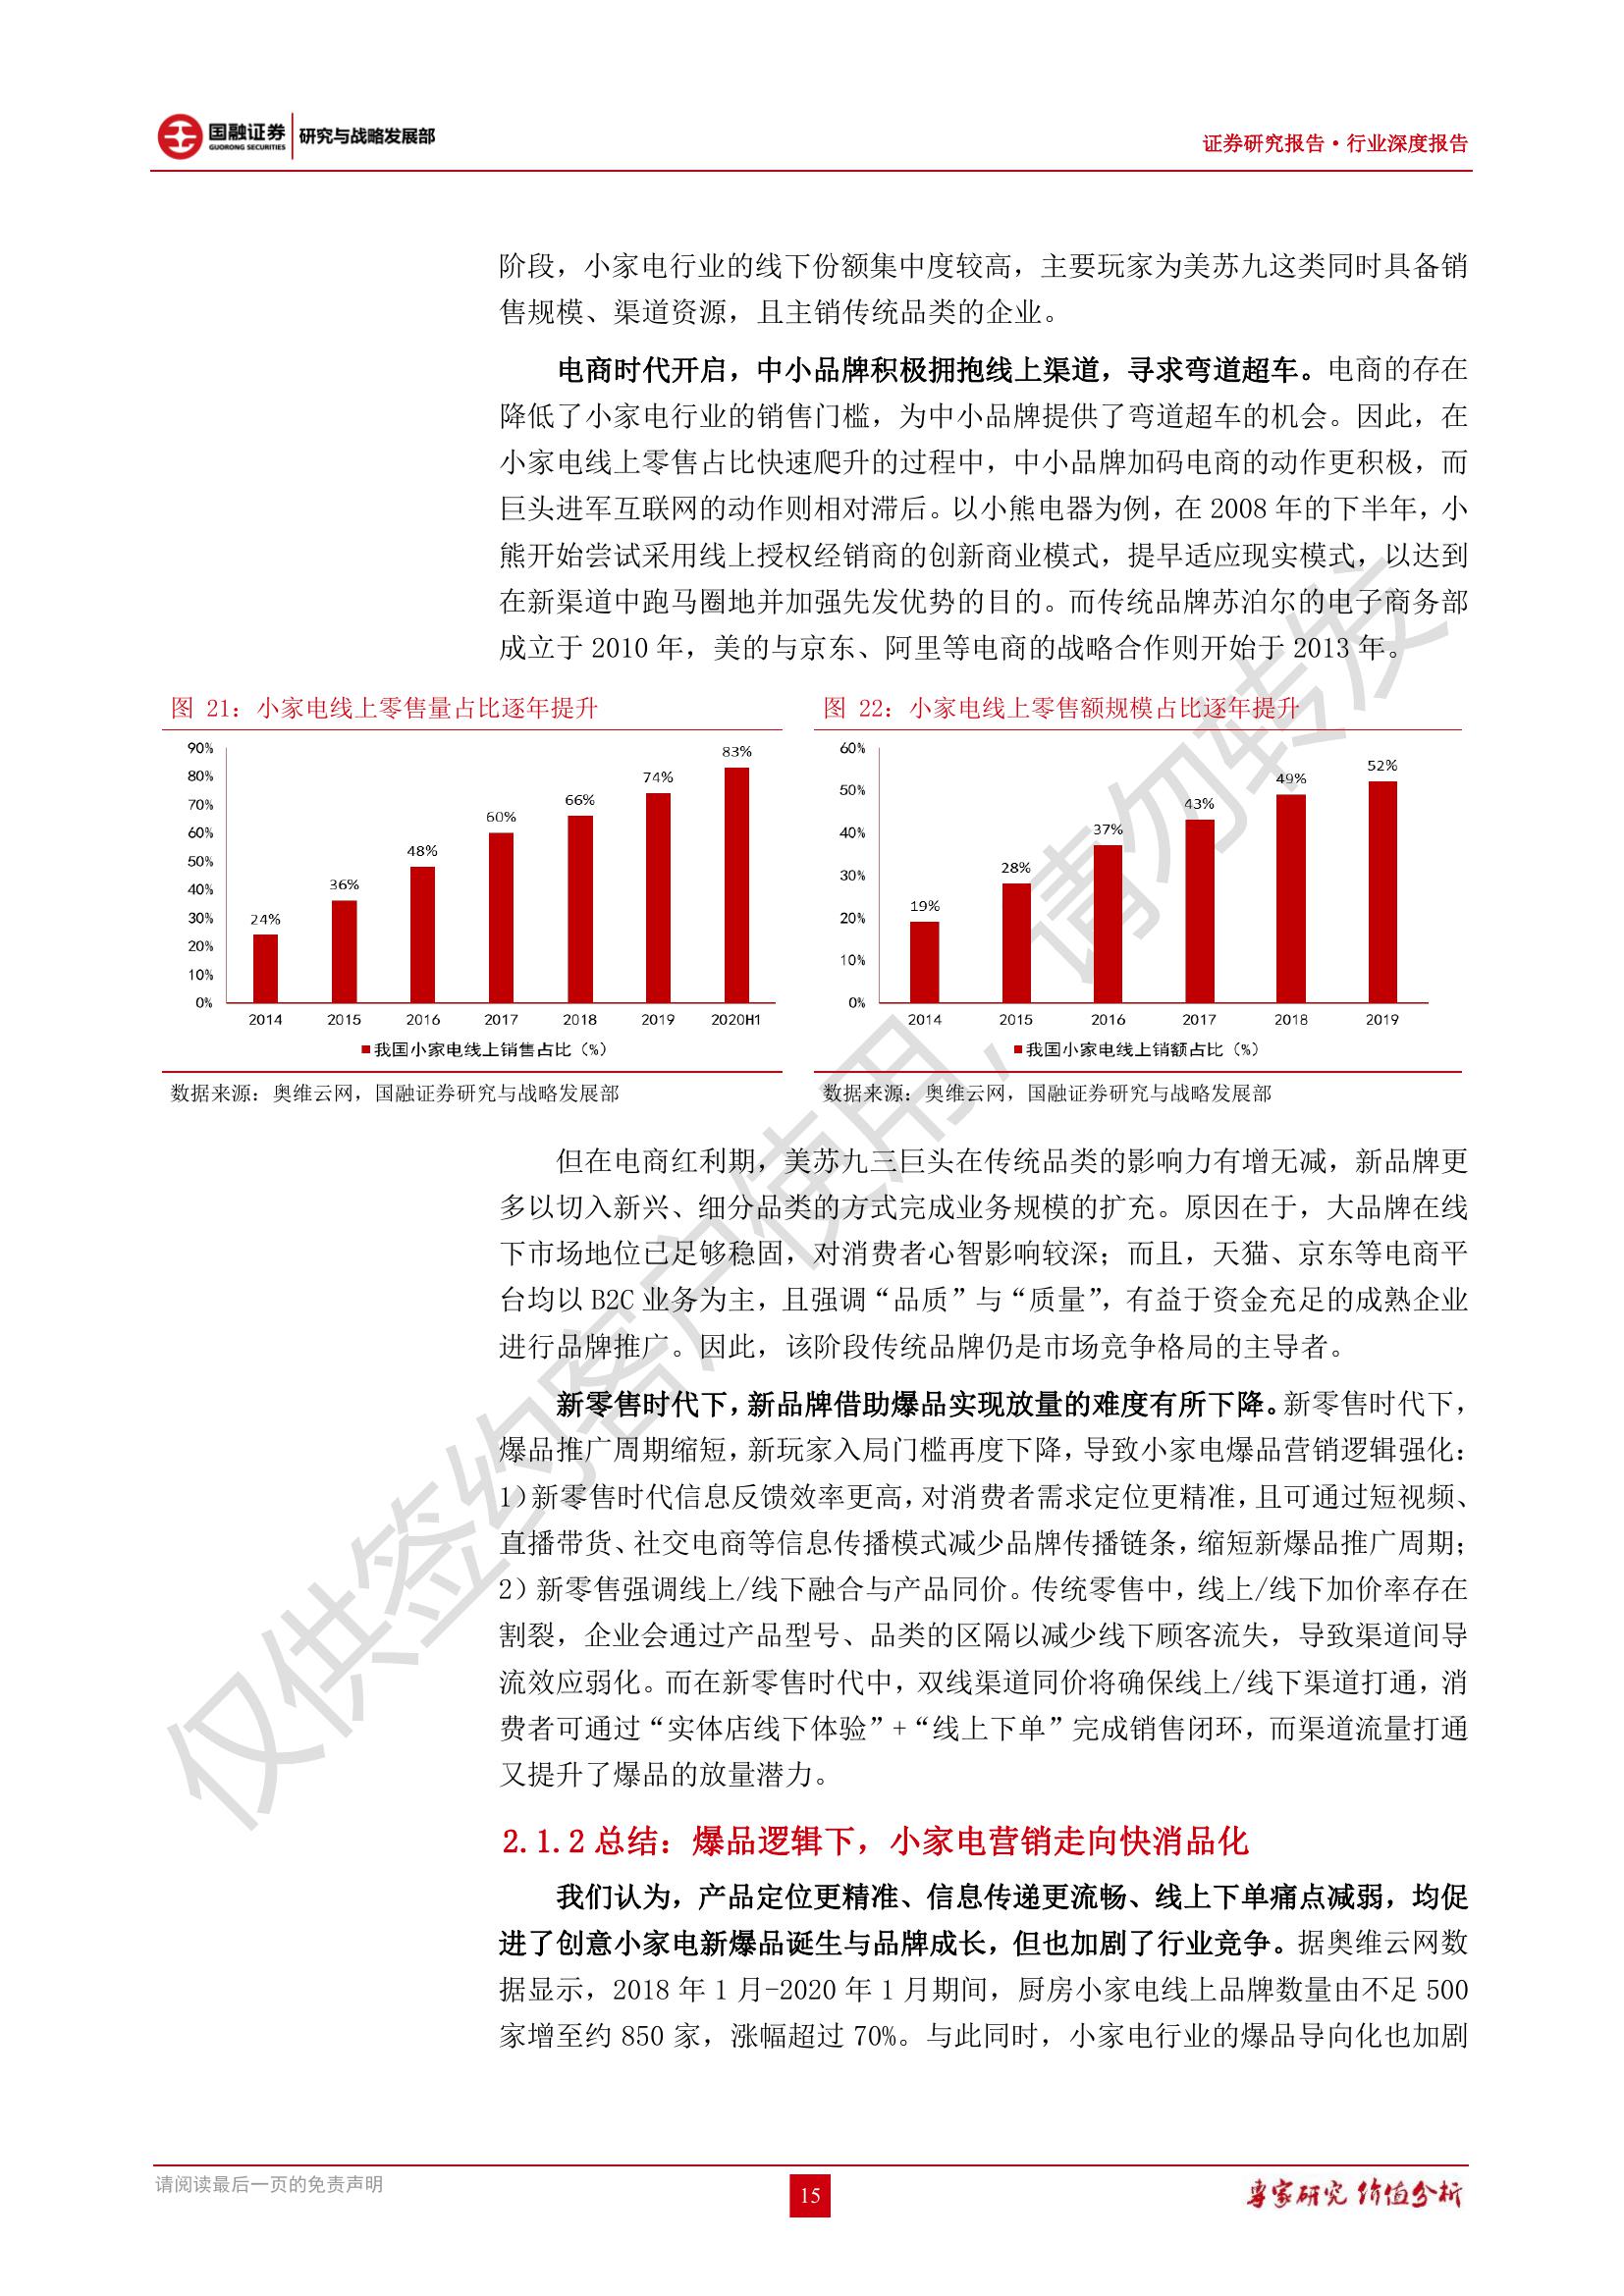 国融证券
GUORONG SECURITIES
研究与战略发展部
证券研究报告·行业深度报告
阶段，小家电行业的线下份额集中度较高，主要玩家为美苏九这类同时具备销
售规模、渠道资源，且主销传统品类的企业。
电商时代开启，中小品牌积极拥抱线上渠道，寻求弯道超车。电商的存在
降低了小家电行业的销售门槛，为中小品牌提供了弯道超车的机会。因此，在
小家电线上零售占比快速爬升的过程中，中小品牌加码电商的动作更积极，而
巨头进军互联网的动作则相对滞后。以小熊电器为例，在 2008 年的下半年，小
熊开始尝试采用线上授权经销商的创新商业模式，提早适应现实模式，以达到
在新渠道中跑马圈地并加强先发优势的目的。而传统品牌苏泊尔的电子商务部
成立于 2010 年，美的与京东、阿里等电商的战略合作则开始于 2013 年。
图 21：小家电线上零售量占比逐年提升
90%
80%
70%
60%
50%
40%
30%
20%
10%
0%
24%
36%
48%
60%
66%
74%
83%
2014 2015 2016 2017 2018 2019 2020H1
我国小家电线上销售占比（%）
数据来源：奥维云网，国融证券研究与战略发展部
图 22：小家电线上零售额规模占比逐年提升
60%
50%
40%
30%
20%
10%
0%
19%
28%
37%
43%
49%
52%
2014 2015 2016 2017 2018 2019
我国小家电线上销额占比（%）
数据来源：奥维云网，国融证券研究与战略发展部
但在电商红利期，美苏九三巨头在传统品类的影响力有增无减，新品牌更
多以切入新兴、细分品类的方式完成业务规模的扩充。原因在于，大品牌在线
下市场地位已足够稳固，对消费者心智影响较深；而且，天猫、京东等电商平
台均以 B2C 业务为主，且强调“品质”与“质量”，有益于资金充足的成熟企业
进行品牌推广。因此，该阶段传统品牌仍是市场竞争格局的主导者。
新零售时代下，新品牌借助爆品实现放量的难度有所下降。新零售时代下，
爆品推广周期缩短，新玩家入局门槛再度下降，导致小家电爆品营销逻辑强化：
1）新零售时代信息反馈效率更高，对消费者需求定位更精准，且可通过短视频、
直播带货、社交电商等信息传播模式减少品牌传播链条，缩短新爆品推广周期；
2）新零售强调线上/线下融合与产品同价。传统零售中，线上/线下加价率存在
割裂，企业会通过产品型号、品类的区隔以减少线下顾客流失，导致渠道间导
流效应弱化。而在新零售时代中，双线渠道同价将确保线上/线下渠道打通，消
费者可通过“实体店线下体验”+“线上下单”完成销售闭环，而渠道流量打通
又提升了爆品的放量潜力。
2.1.2 总结：爆品逻辑下，小家电营销走向快消品化
我们认为，产品定位更精准、信息传递更流畅、线上下单痛点减弱，均促
进了创意小家电新爆品诞生与品牌成长，但也加剧了行业竞争。据奥维云网数
据显示，2018 年 1 月-2020 年 1 月期间，厨房小家电线上品牌数量由不足 500
家增至约 850 家，涨幅超过 70%。与此同时，小家电行业的爆品导向化也加剧
仅供签约客户使用，请勿转发
请阅读最后一页的免责声明
15
专家研究 价值分析